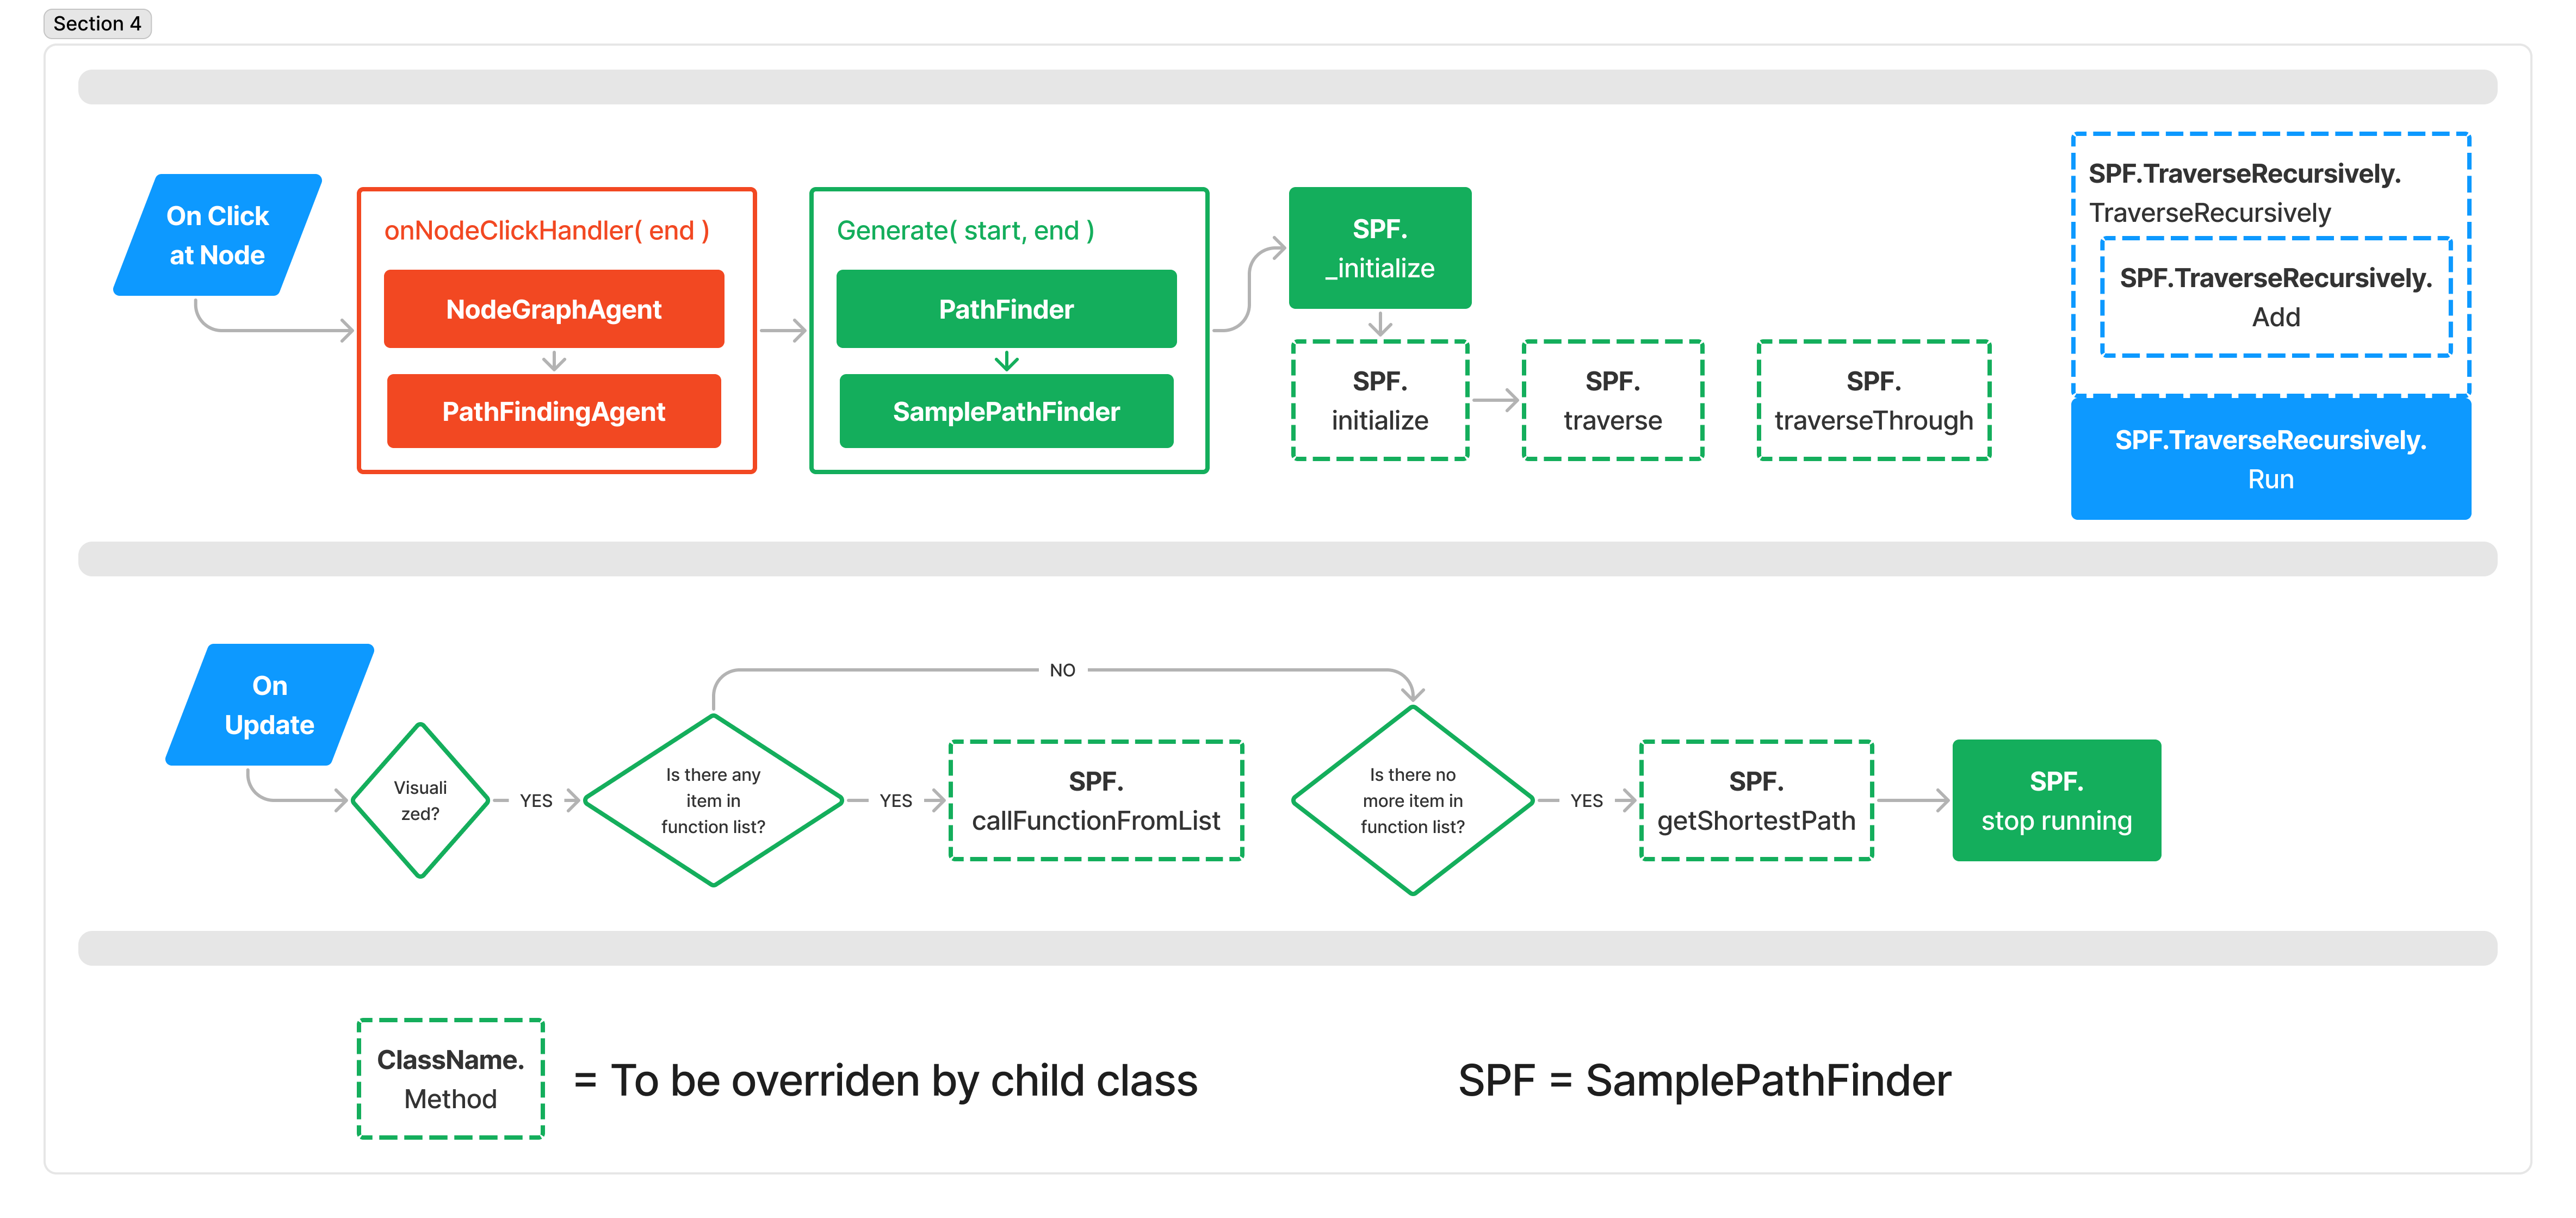 Section 4
On Click
at Node
onNodeClickHandler( end )
NodeGraphAgent
PathFindingAgent
Generate( start, end )
PathFinder
SamplePathFinder
SPF.
_initialize
SPF.
initialize
SPF.
traverse
SPF.
traverseThrough
SPF.TraverseRecursively.
TraverseRecursively
SPF.TraverseRecursively.
Add
SPF.TraverseRecursively.
Run
On
Update
Visuali
zed?
YES
Is there any
item in
function list?
NO
YES
SPF.
callFunctionFromList
Is there no
more item in
function list?
YES
SPF.
getShortestPath
SPF.
stop running
ClassName.
Method
= To be overriden by child class
SPF = SamplePathFinder